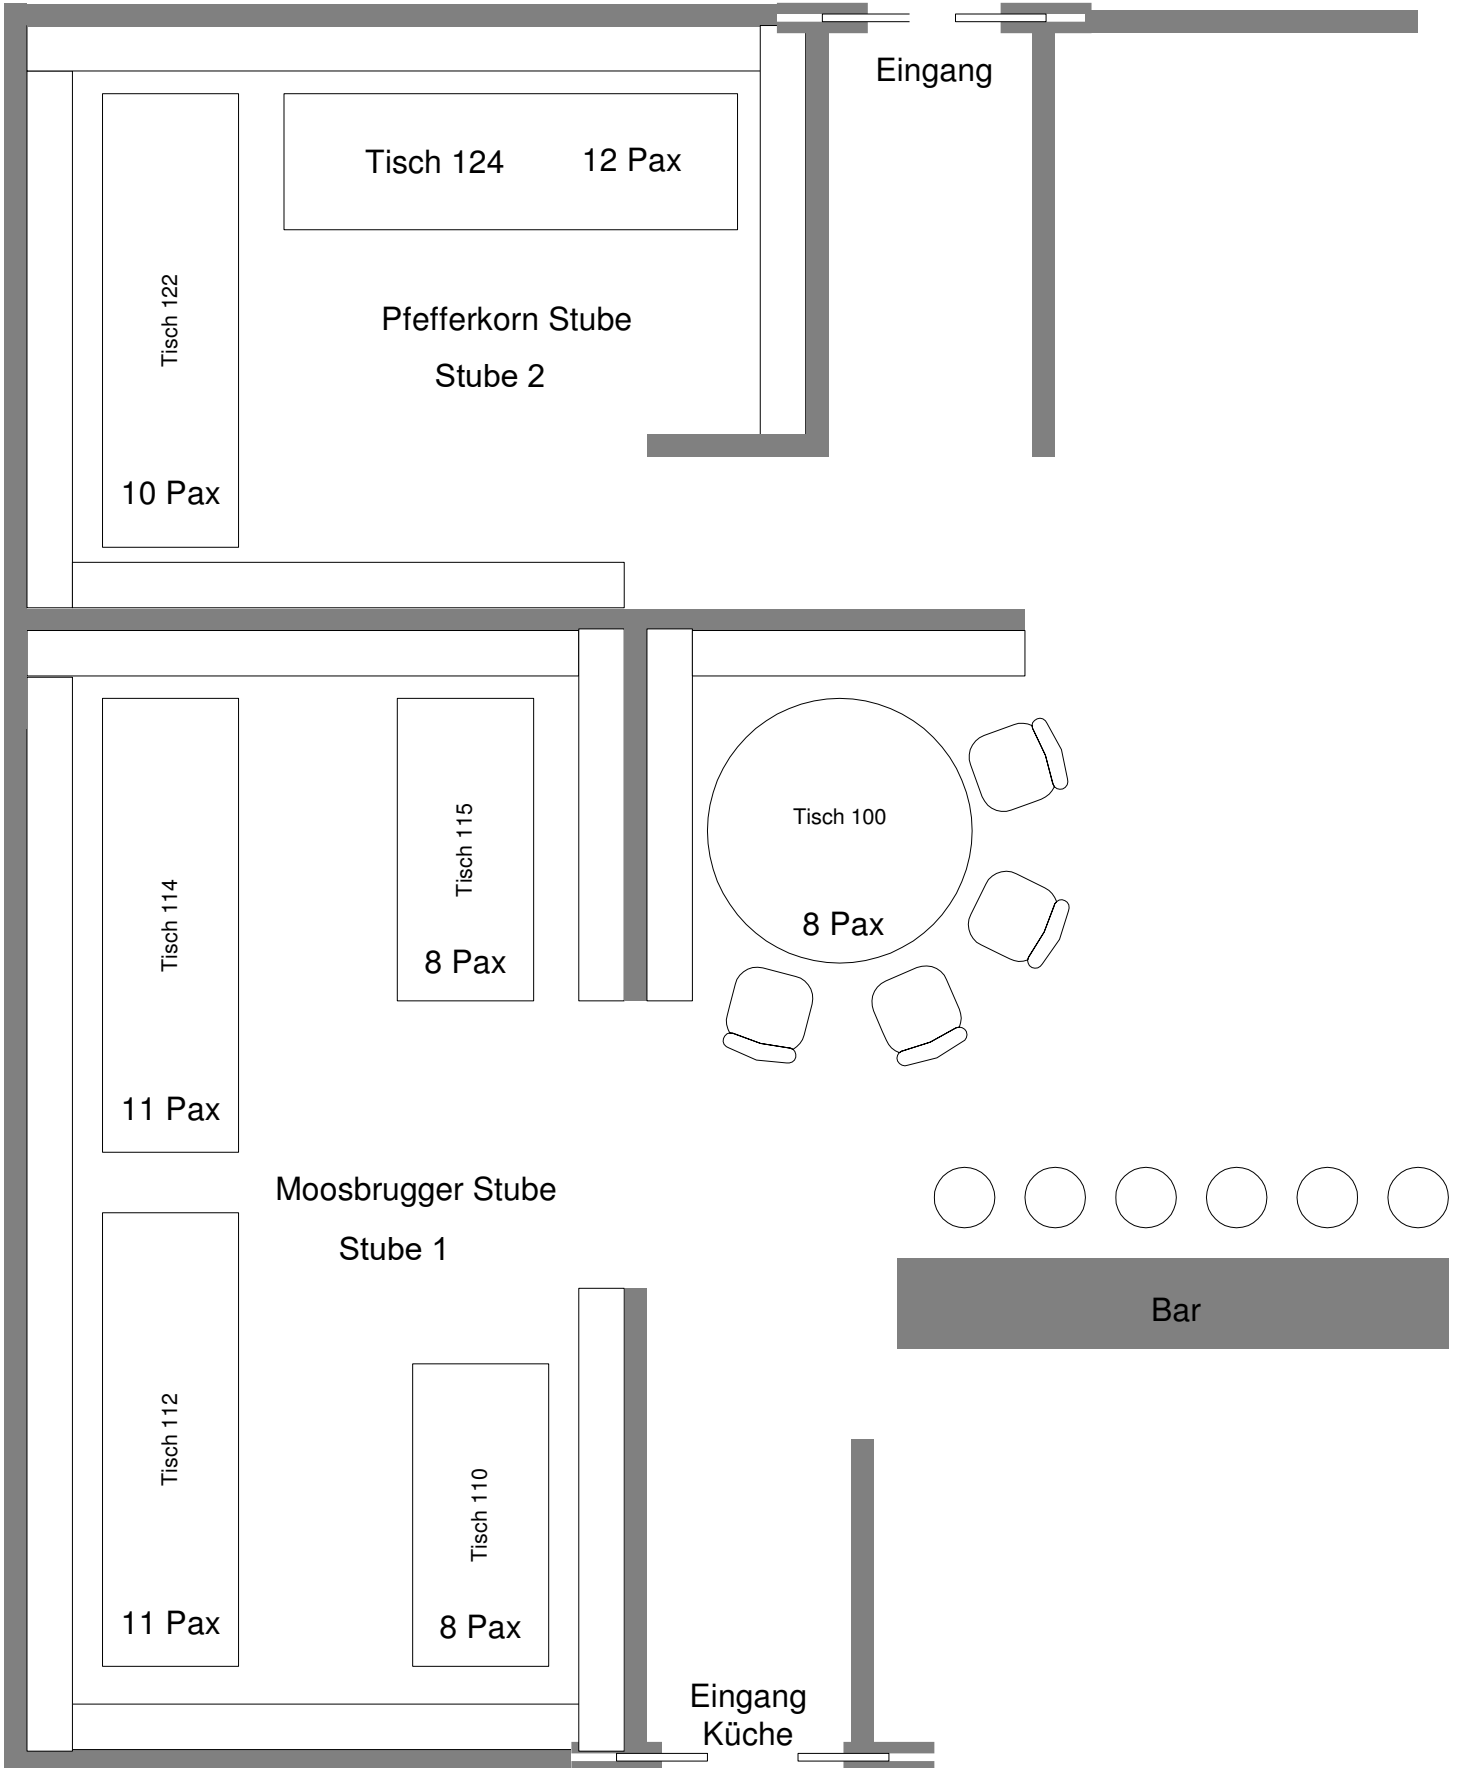 Eingang
Tisch 124
12 Pax
Tisch 122
10 Pax
Pfefferkorn Stube
Stube 2
Tisch 114
11 Pax
Tisch 115
8 Pax
Tisch 100
8 Pax
Moosbrugger Stube
Stube 1
Bar
Tisch 112
11 Pax
Tisch 110
8 Pax
Eingang
Küche